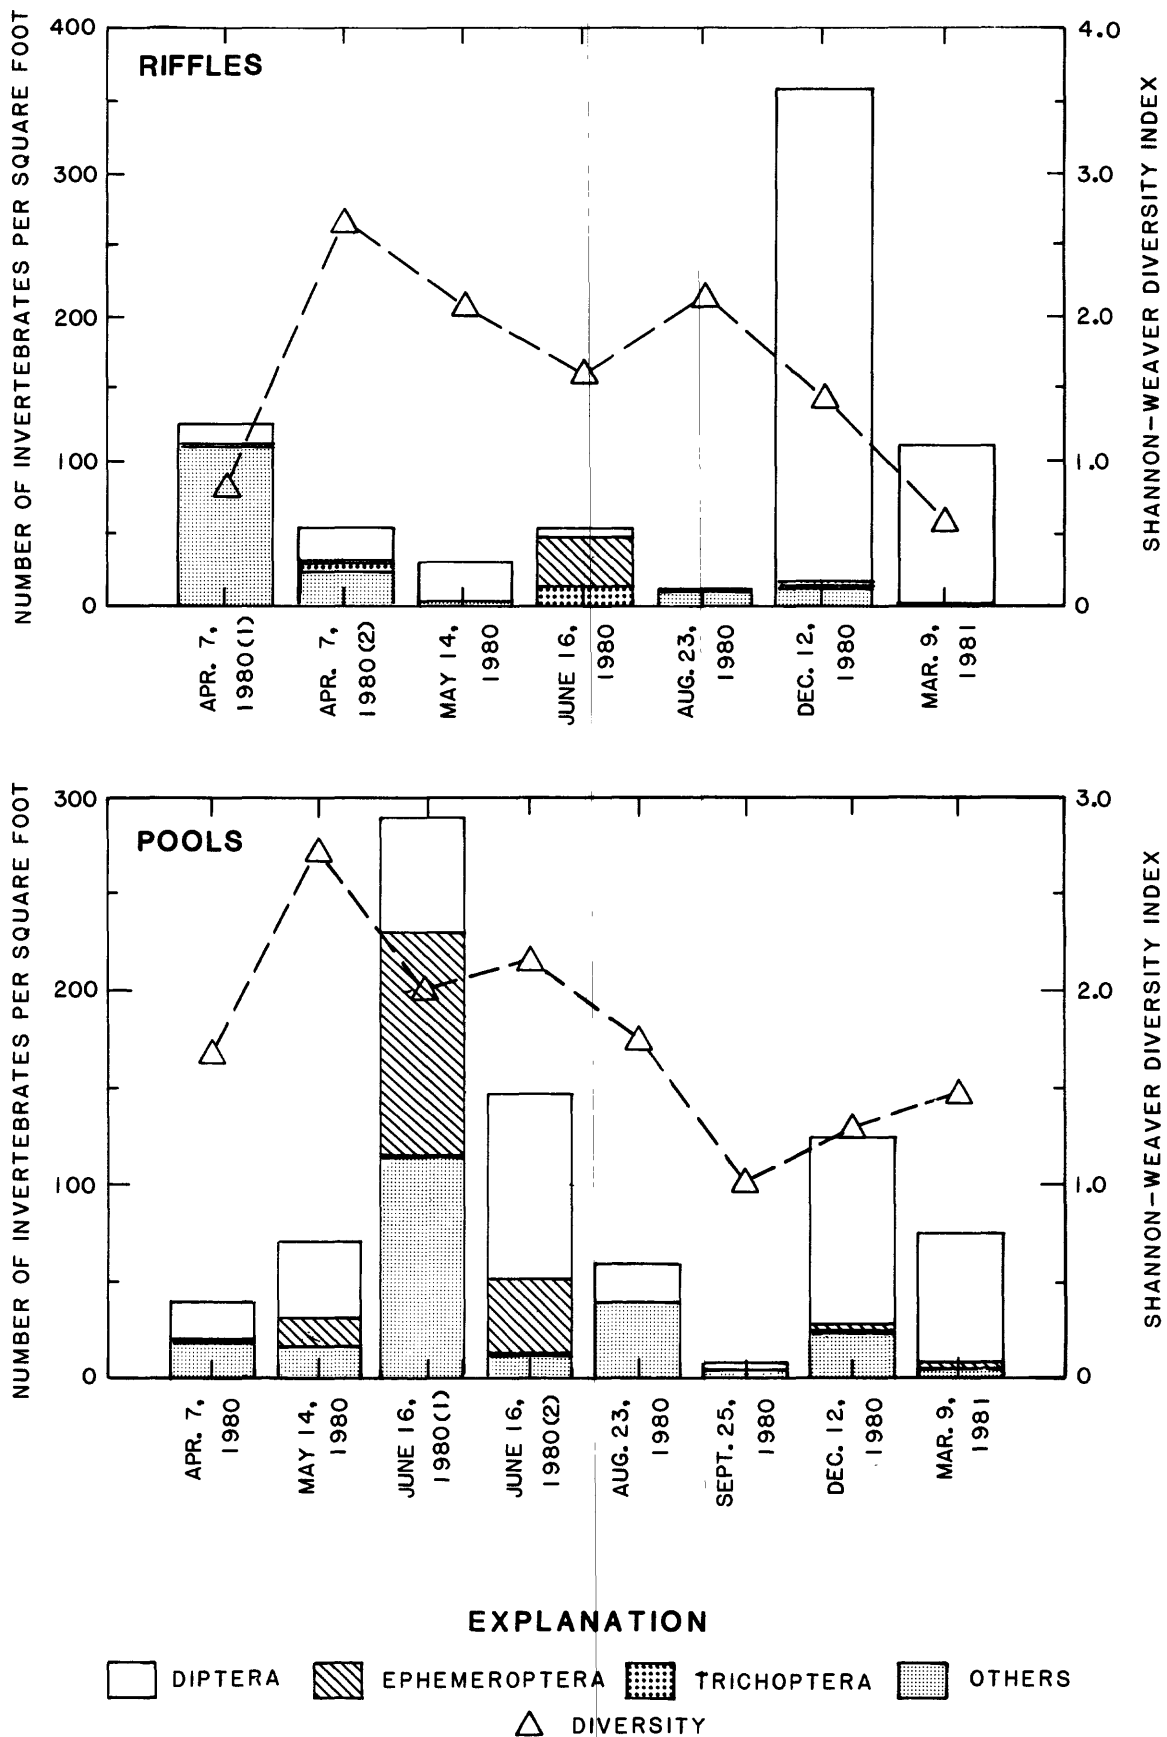 NUMBER OF INVERTEBRATES PER SQUARE FOOT
400
300
200
100
0
RIFFLES
4.0
3.0
2.0
1.0
0
SHANNON-WEAVER DIVERSITY INDEX
APR. 7, 1980(1)
APR. 7, 1980(2)
MAY 14, 1980
JUNE 16, 1980
AUG. 23, 1980
DEC. 12, 1980
MAR. 9, 1981
NUMBER OF INVERTEBRATES PER SQUARE FOOT
300
200
100
0
POOLS
3.0
2.0
1.0
0
SHANNON-WEAVER DIVERSITY INDEX
APR. 7, 1980
MAY 14, 1980
JUNE 16, 1980(1)
JUNE 16, 1980(2)
AUG. 23, 1980
SEPT. 25, 1980
DEC. 12, 1980
MAR. 9, 1981
EXPLANATION
DIPTERA EPHEMEROPTERA TRICHOPTERA OTHERS
DIVERSITY